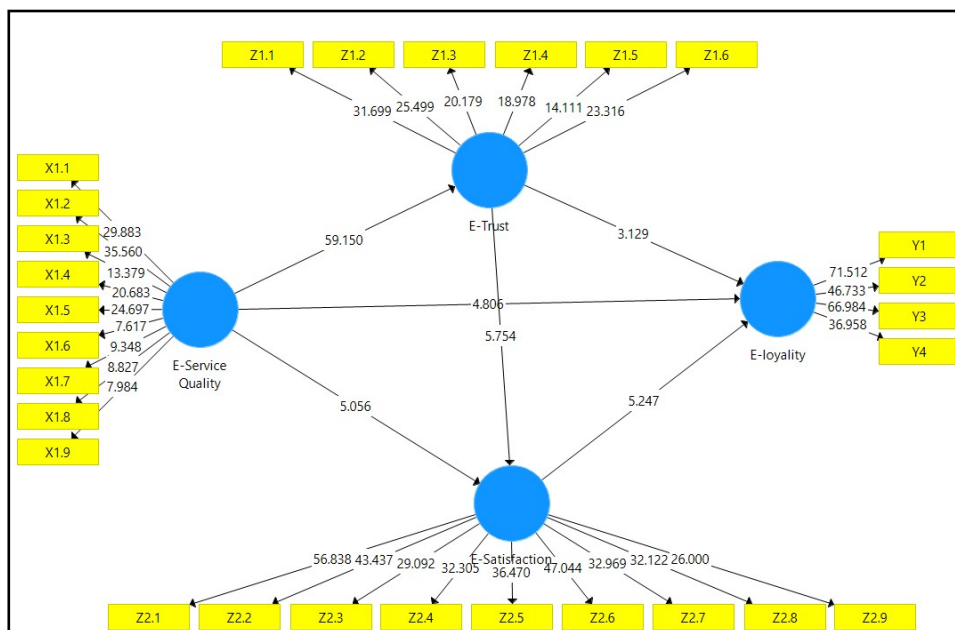 Z1.1 Z1.2 Z1.3 Z1.4 Z1.5 Z1.6
31.699 25.499 20.179 18.978 14.111 23.316
E-Trust
X1.1
X1.2
X1.3
X1.4
X1.5
X1.6
X1.7
X1.8
X1.9
29.883
35.560
13.379
20.683
24.697
7.617
9.348
8.827
7.984
E-Service
Quality
59.150
3.129
4.806
5.754
5.056
5.247
E-loyality
71.512
46.733
66.984
36.958
Y1
Y2
Y3
Y4
E-Satisfaction
56.838 43.437 29.092 32.305 36.470 47.044 32.969 32.122 26.000
Z2.1 Z2.2 Z2.3 Z2.4 Z2.5 Z2.6 Z2.7 Z2.8 Z2.9